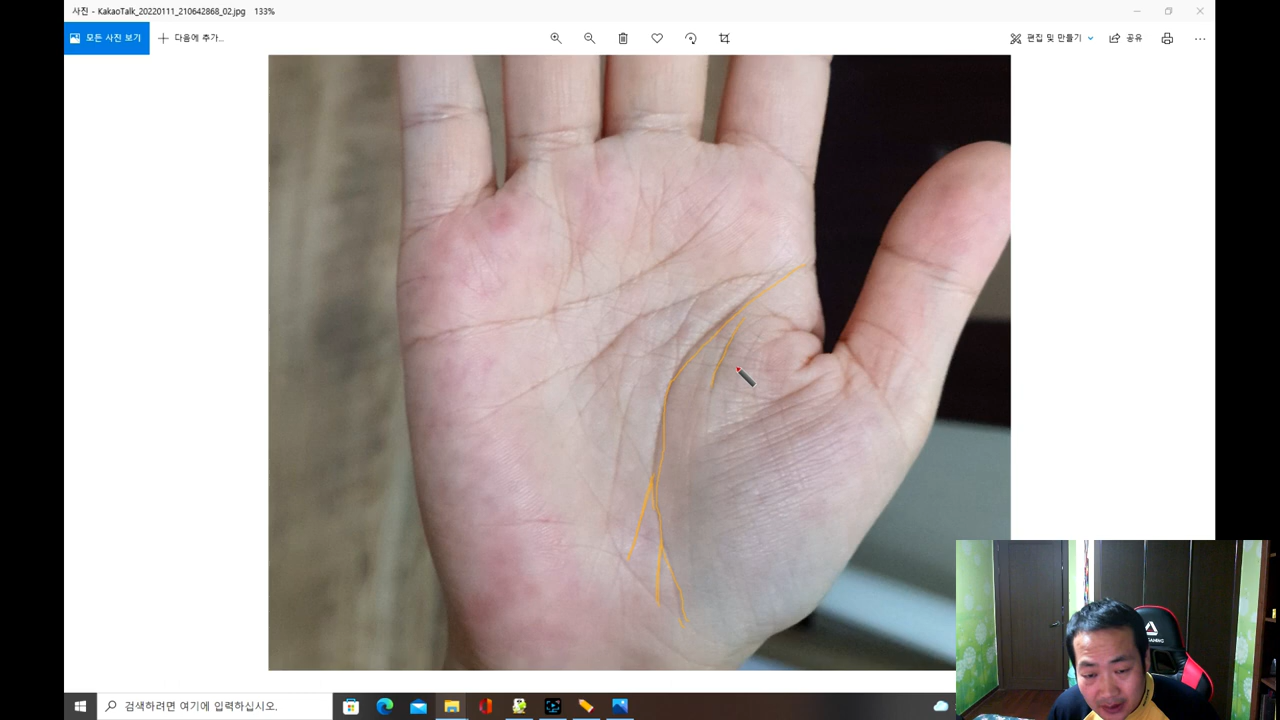 사진 - KakaoTalk_20220111_210642868_02.jpg 133%
모든 사진 보기
다음에 추가...
편집 및 만들기
공유
검색하려면 여기에 입력하십시오.